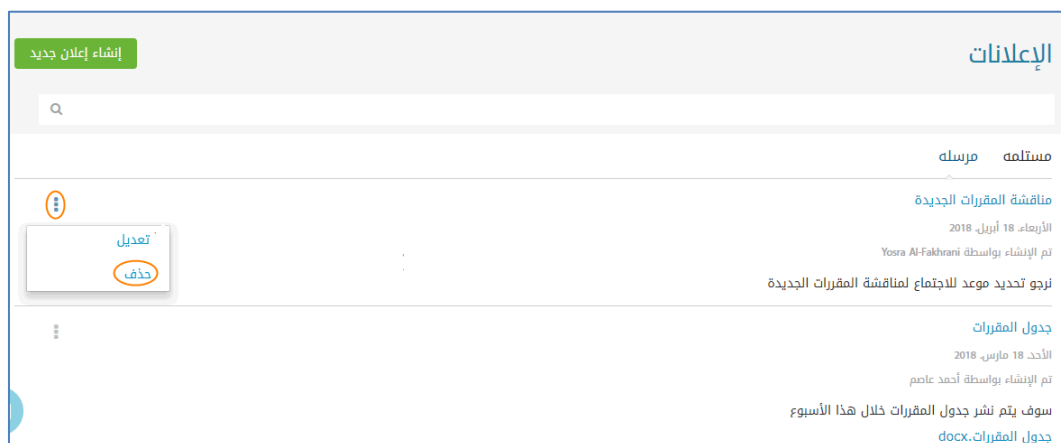 الإعلانات
إنشاء إعلان جديد
مستلمه مرسله
مناقشة المقررات الجديدة
الأربعاء، 18 أبريل، 2018
تم الإنشاء بواسطة Yosra Al-Fakhrani
نرجو تحديد موعد للاجتماع لمناقشة المقررات الجديدة
تعديل
حذف
جدول المقررات
الأحد، 18 مارس، 2018
تم الإنشاء بواسطة أحمد عاصم
سوف يتم نشر جدول المقررات خلال هذا الأسبوع
جدول المقررات.docx